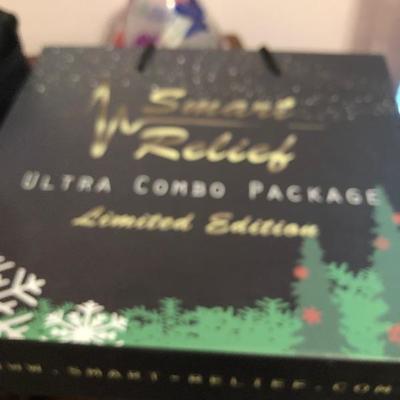 Smart
Relief
ULTRA COMBO PACKAGE
Limited Edition
WWW.SMART-RELIEF.COM